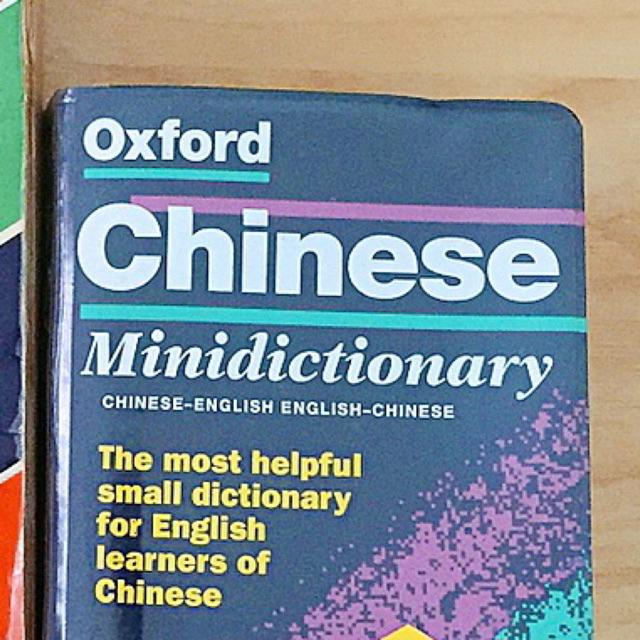 Oxford
Chinese
Minidictionary
CHINESE–ENGLISH ENGLISH–CHINESE
The most helpful
small dictionary
for English
learners of
Chinese